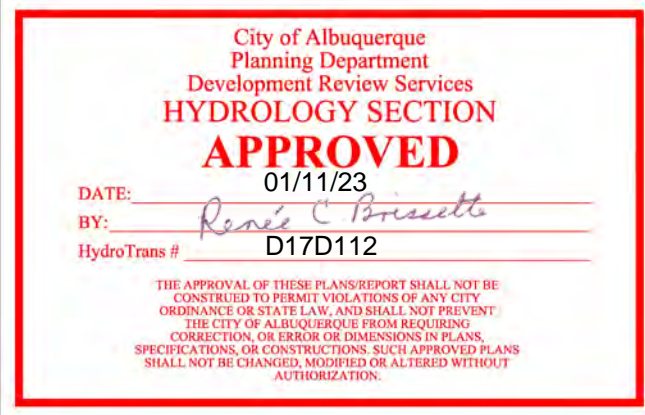 City of Albuquerque
Planning Department
Development Review Services
HYDROLOGY SECTION
APPROVED
DATE: 01/11/23
BY: Renée C. Brissette
HydroTrans # D17D112
THE APPROVAL OF THESE PLANS/REPORT SHALL NOT BE
CONSTRUED TO PERMIT VIOLATIONS OF ANY CITY
ORDINANCE OR STATE LAW, AND SHALL NOT PREVENT
THE CITY OF ALBUQUERQUE FROM REQUIRING
CORRECTION, OR ERROR OR DIMENSIONS IN PLANS,
SPECIFICATIONS, OR CONSTRUCTIONS. SUCH APPROVED PLANS
SHALL NOT BE CHANGED, MODIFIED OR ALTERED WITHOUT
AUTHORIZATION.